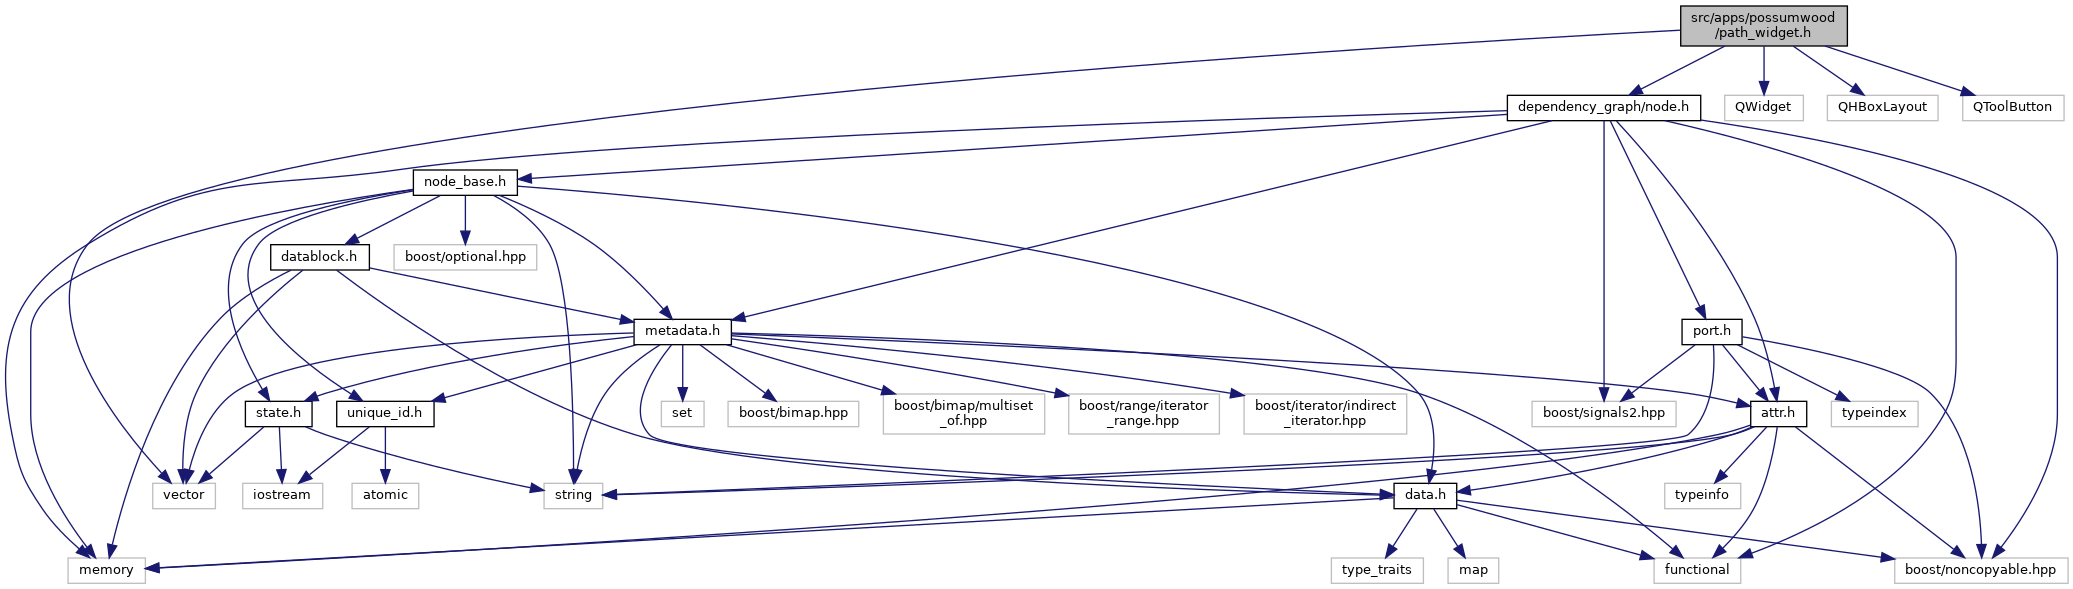 src/apps/possumwood
/path_widget.h
dependency_graph/node.h
QWidget
QHBoxLayout
QToolButton
node_base.h
datablock.h
boost/optional.hpp
metadata.h
port.h
state.h
unique_id.h
set
boost/bimap.hpp
boost/bimap/multiset
_of.hpp
boost/range/iterator
_range.hpp
boost/iterator/indirect
_iterator.hpp
boost/signals2.hpp
attr.h
typeindex
vector
iostream
atomic
string
data.h
typeinfo
memory
type_traits
map
functional
boost/noncopyable.hpp